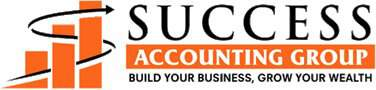 SUCCESS
ACCOUNTING GROUP
BUILD YOUR BUSINESS, GROW YOUR WEALTH